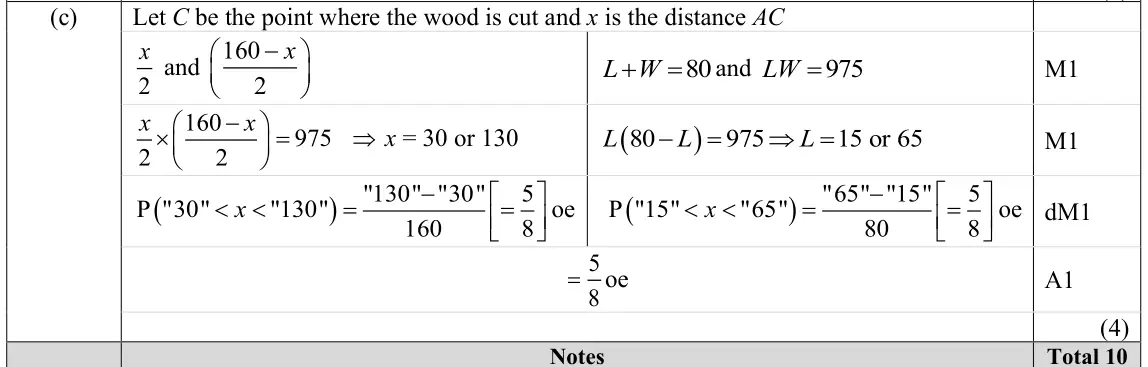 (c) Let C be the point where the wood is cut and x is the distance AC
x/2 and ((160 − x)/2) L + W = 80 and LW = 975 M1
x/2 × ((160 − x)/2) = 975 ⇒ x = 30 or 130 L(80 − L) = 975 ⇒ L = 15 or 65 M1
P("30" < x < "130") = ("130" − "30")/160 [= 5/8] oe P("15" < x < "65") = ("65" − "15")/80 [= 5/8] oe dM1
= 5/8 oe A1
(4)
Notes Total 10